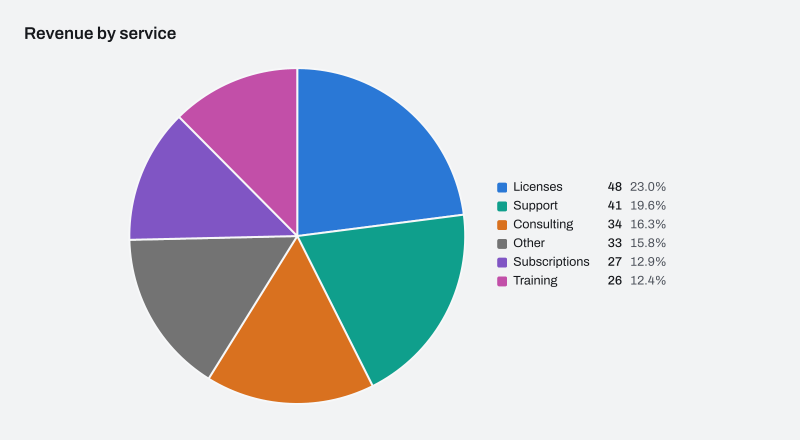 Revenue by service
Licenses 48 23.0%
Support 41 19.6%
Consulting 34 16.3%
Other 33 15.8%
Subscriptions 27 12.9%
Training 26 12.4%